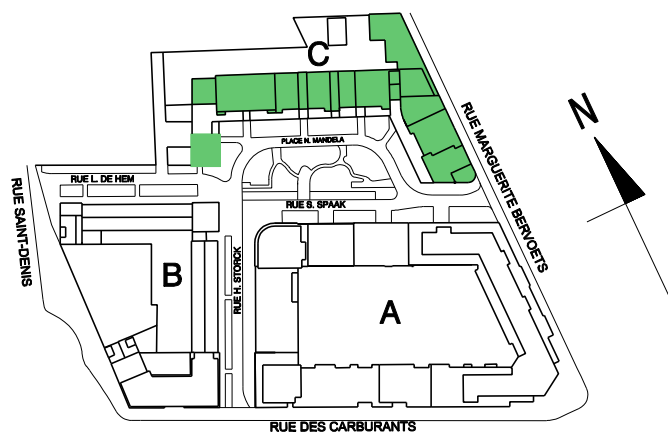 C
N
RUE MARGUERITE BERVOETS
PLACE N. MANDELA
RUE L. DE HEM
RUE SAINT-DENIS
RUE S. SPAAK
RUE H. STORCK
B
A
RUE DES CARBURANTS